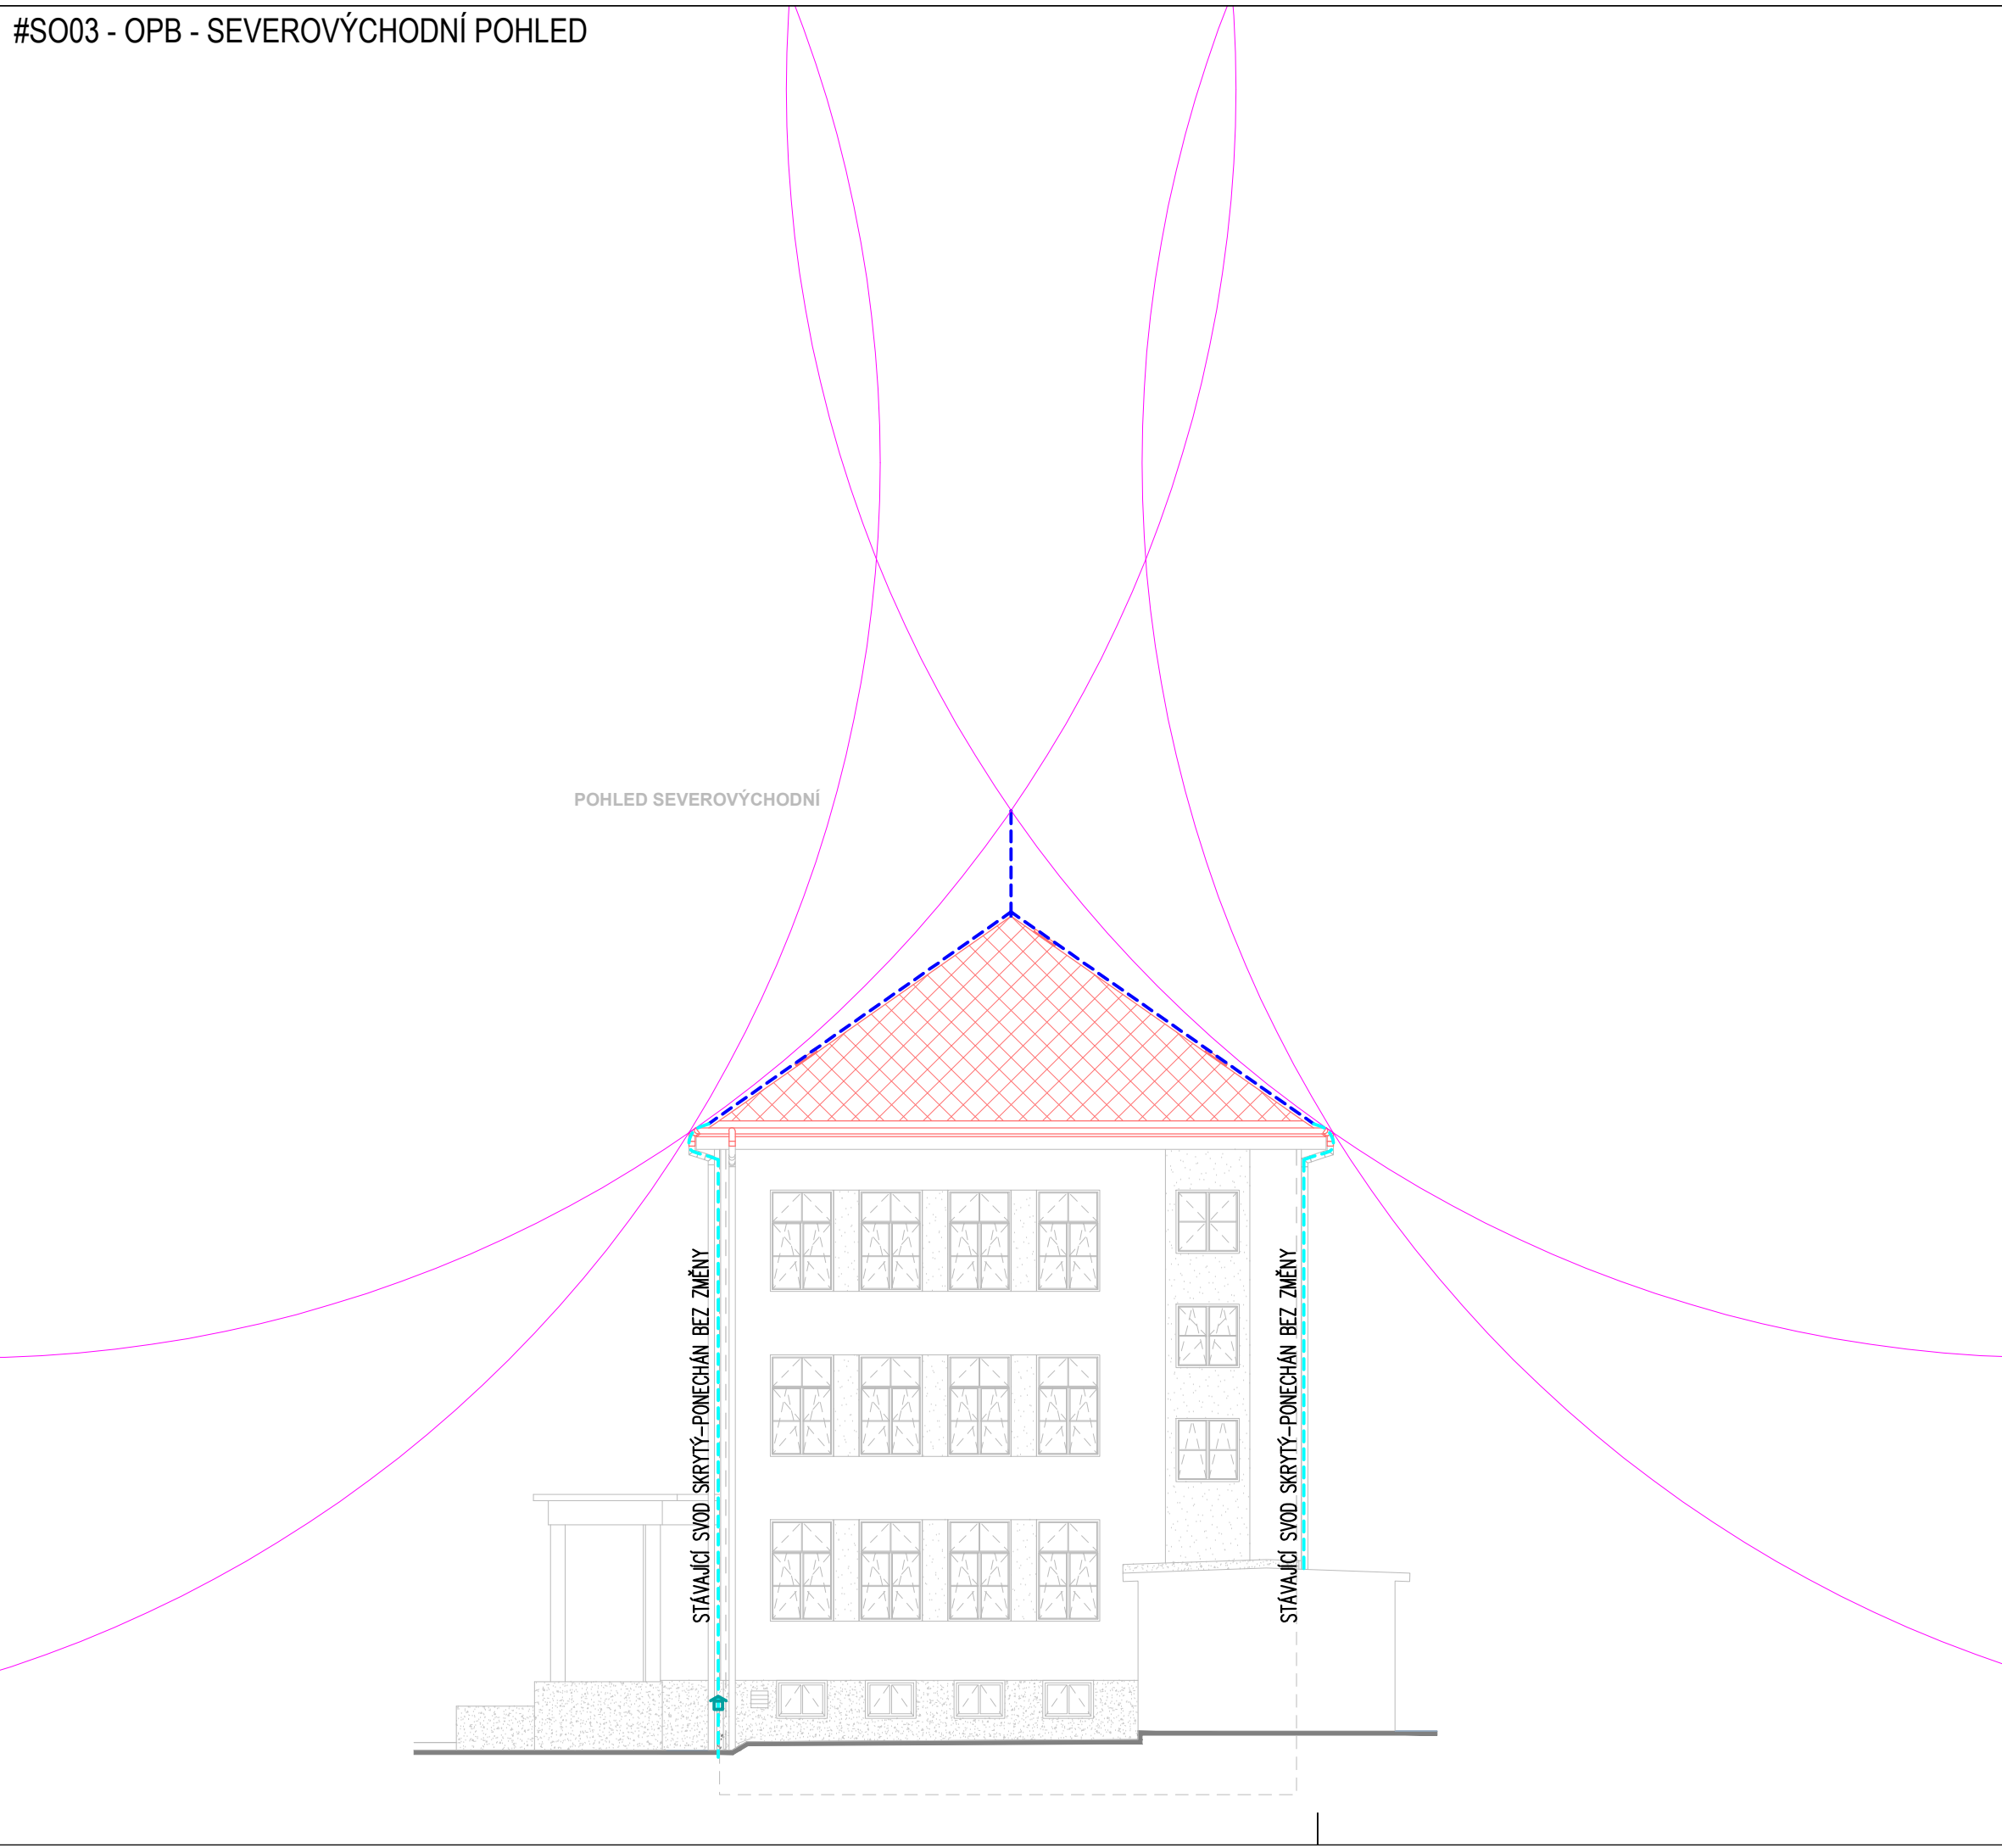 #SO03 - OPB - SEVEROVÝCHODNÍ POHLED
POHLED SEVEROVÝCHODNÍ
STÁVAJÍCÍ SVOD SKRYTÝ-PONECHÁN BEZ ZMĚNY
STÁVAJÍCÍ SVOD SKRYTÝ-PONECHÁN BEZ ZMĚNY